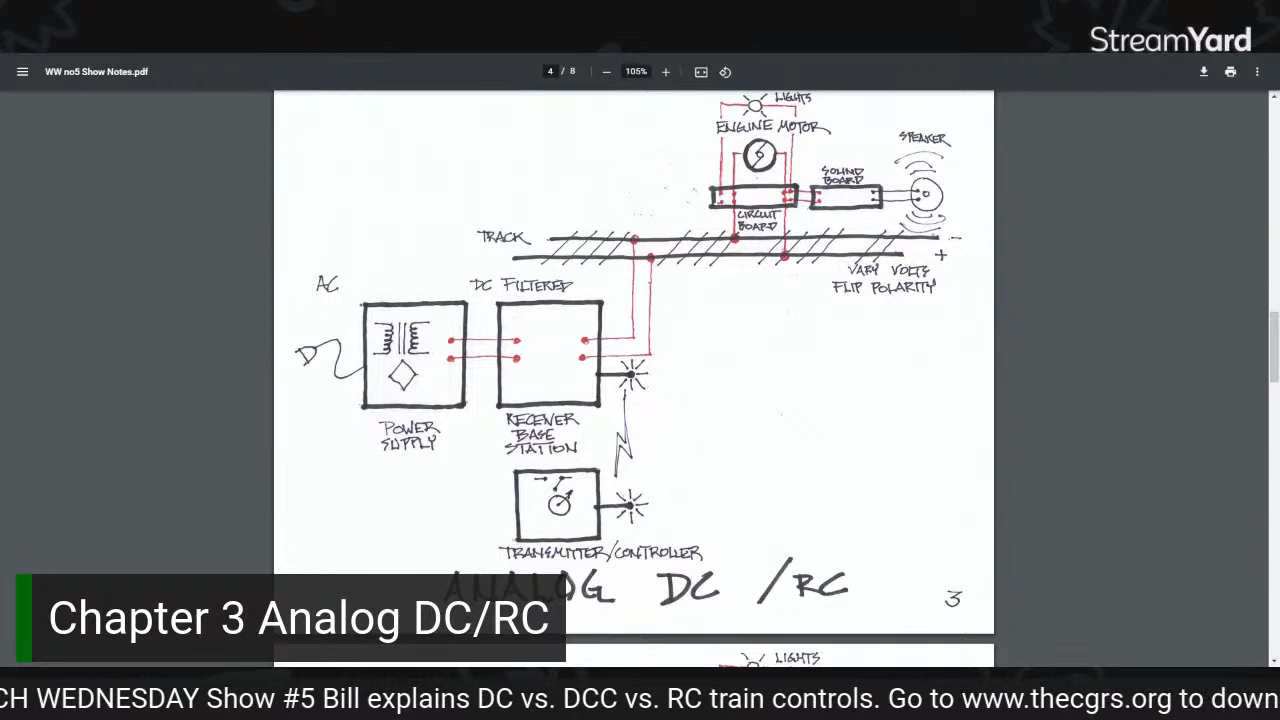 StreamYard
WW no5 Show Notes.pdf
4 / 8
105%
LIGHTS
ENGINE MOTOR
SPEAKER
SOUND
BOARD
CIRCUIT
BOARD
TRACK
-
+
VARY VOLTS
FLIP POLARITY
AC
DC FILTERED
POWER
SUPPLY
RECEIVER
BASE
STATION
TRANSMITTER/CONTROLLER
ANALOG DC /RC
3
Chapter 3 Analog DC/RC
LIGHTS
CH WEDNESDAY Show #5 Bill explains DC vs. DCC vs. RC train controls. Go to www.thecgrs.org to down